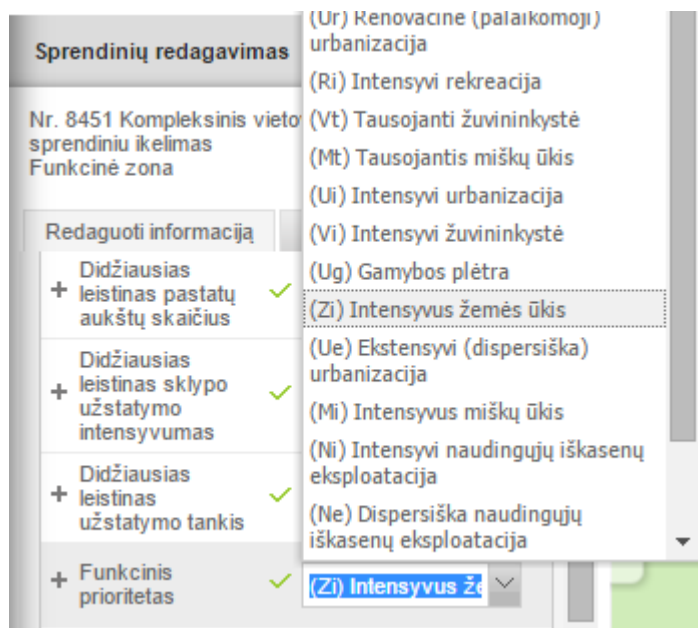 Sprendinių redagavimas
Nr. 8451 Kompleksinis vieto
sprendiniu ikelimas
Funkcinė zona
Redaguoti informaciją
Didžiausias
leistinas pastatų
aukštų skaičius
Didžiausias
leistinas sklypo
užstatymo
intensyvumas
Didžiausias
leistinas
užstatymo tankis
Funkcinis
prioritetas
(Ur) Renovacinė (palaikomoji)
urbanizacija
(Ri) Intensyvi rekreacija
(Vt) Tausojanti žuvininkystė
(Mt) Tausojantis miškų ūkis
(Ui) Intensyvi urbanizacija
(Vi) Intensyvi žuvininkystė
(Ug) Gamybos plėtra
(Zi) Intensyvus žemės ūkis
(Ue) Ekstensyvi (dispersiška)
urbanizacija
(Mi) Intensyvus miškų ūkis
(Ni) Intensyvi naudingųjų iškasenų
eksploatacija
(Ne) Dispersiška naudingųjų
iškasenų eksploatacija
(Zi) Intensyvus že